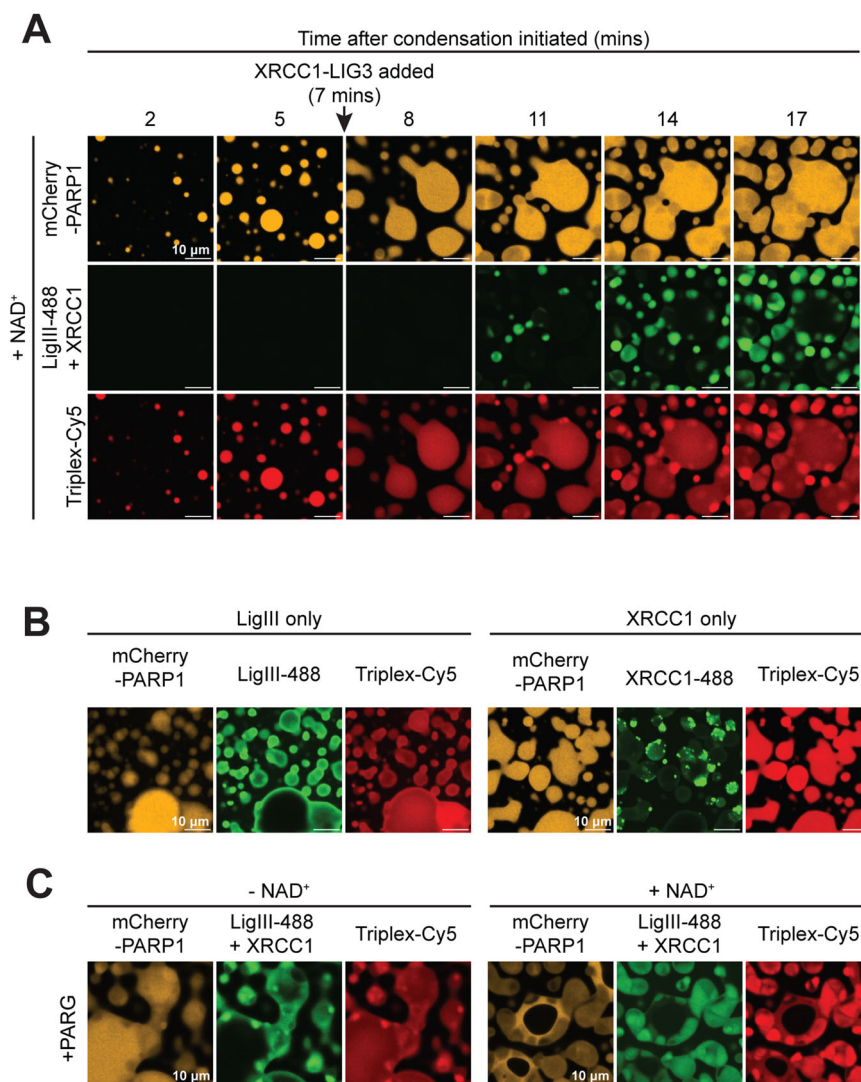 A
Time after condensation initiated (mins)
XRCC1-LIG3 added
(7 mins)
2 5 8 11 14 17
+ NAD⁺
mCherry
-PARP1
10 µm
LigIII-488
+ XRCC1
Triplex-Cy5
B
LigIII only
XRCC1 only
mCherry
-PARP1
LigIII-488
Triplex-Cy5
mCherry
-PARP1
XRCC1-488
Triplex-Cy5
10 µm
10 µm
C
- NAD⁺
+ NAD⁺
mCherry
-PARP1
LigIII-488
+ XRCC1
Triplex-Cy5
mCherry
-PARP1
LigIII-488
+ XRCC1
Triplex-Cy5
+PARG
10 µm
10 µm